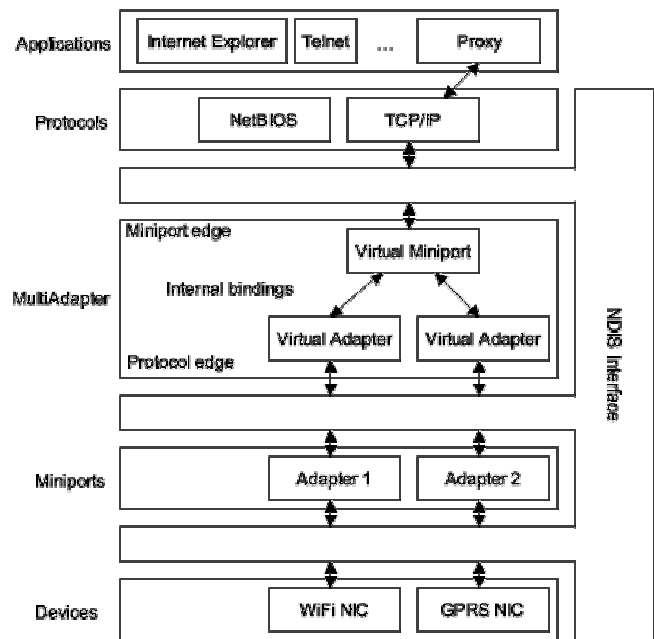 Applications
Internet Explorer
Telnet
...
Proxy
Protocols
NetBIOS
TCP/IP
Miniport edge
Virtual Miniport
MultiAdapter
Internal bindings
Virtual Adapter
Virtual Adapter
Protocol edge
NDIS Interface
Miniports
Adapter 1
Adapter 2
Devices
WiFi NIC
GPRS NIC